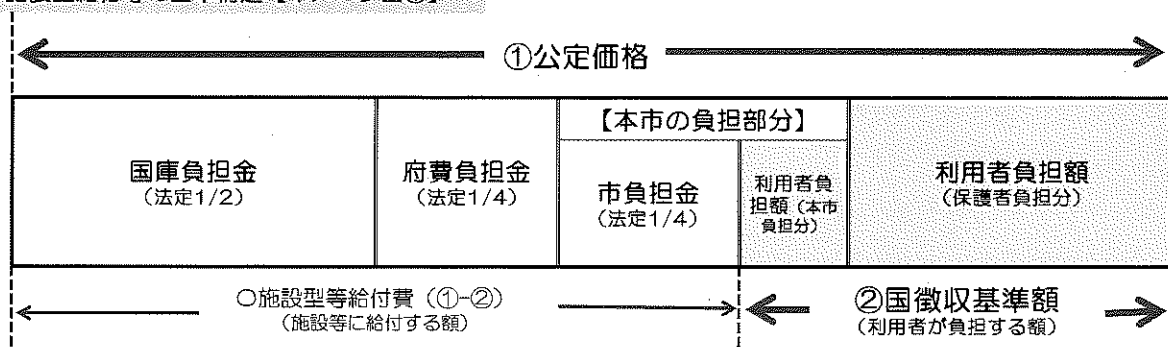 ①公定価格
【本市の負担部分】
国庫負担金
(法定1/2)
府費負担金
(法定1/4)
市負担金
(法定1/4)
利用者負
担額(本市
負担分)
利用者負担額
(保護者負担分)
○施設型等給付費(①-②)
(施設等に給付する額)
②国徴収基準額
(利用者が負担する額)